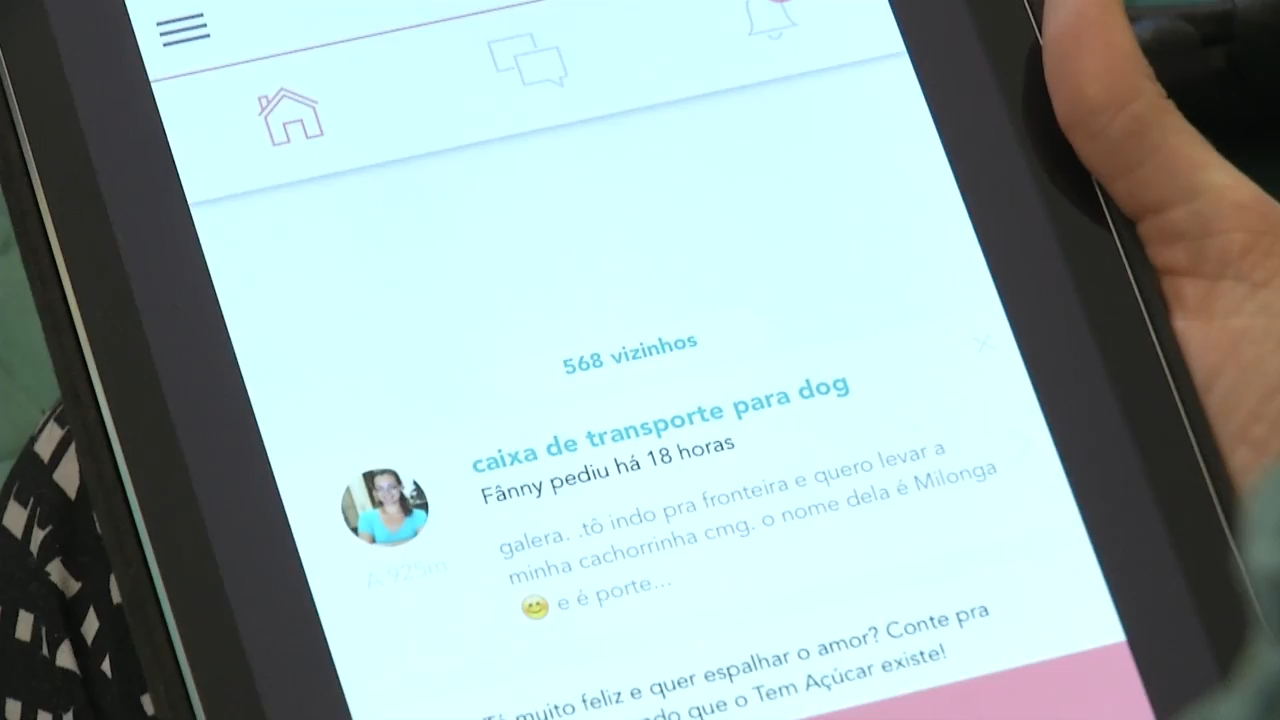 568 vizinhos
caixa de transporte para dog
Fânny pediu há 18 horas
galera. .tô indo pra fronteira e quero levar a
minha cachorrinha cmg. o nome dela é Milonga
😊 e é porte...
A 925m
muito feliz e quer espalhar o amor? Conte pra
que o Tem Açúcar existe!